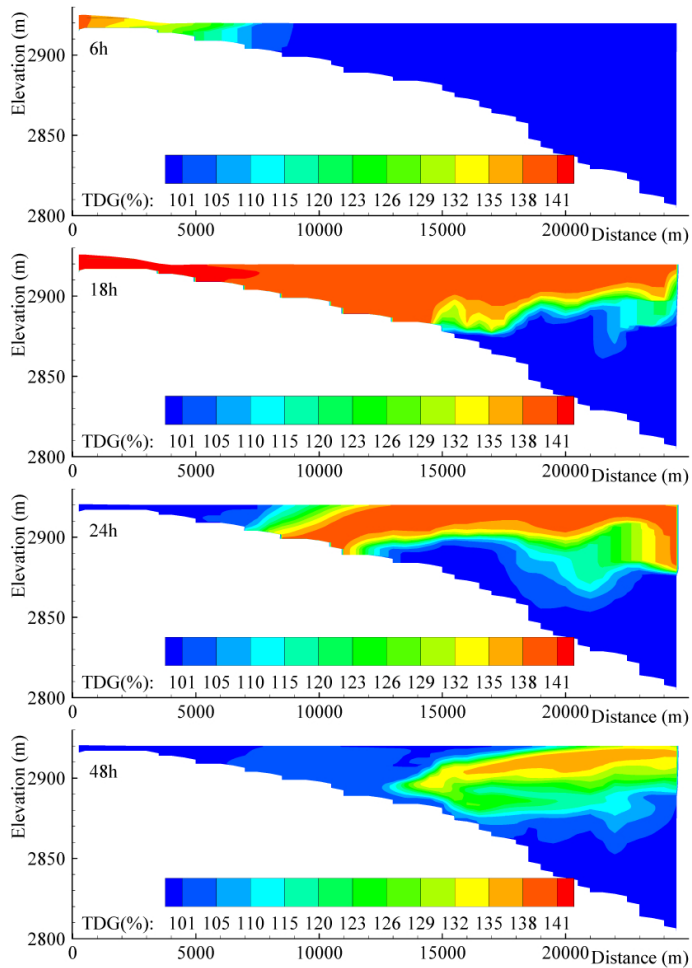 Elevation (m)
2900
2850
2800
6h
TDG(%): 101 105 110 115 120 123 126 129 132 135 138 141
0 5000 10000 15000 20000 Distance (m)
Elevation (m)
2900
2850
2800
18h
TDG(%): 101 105 110 115 120 123 126 129 132 135 138 141
0 5000 10000 15000 20000 Distance (m)
Elevation (m)
2900
2850
2800
24h
TDG(%): 101 105 110 115 120 123 126 129 132 135 138 141
0 5000 10000 15000 20000 Distance (m)
Elevation (m)
2900
2850
2800
48h
TDG(%): 101 105 110 115 120 123 126 129 132 135 138 141
0 5000 10000 15000 20000 Distance (m)